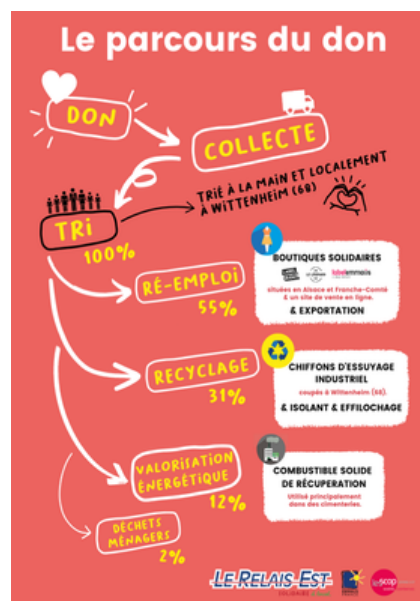 Le parcours du don
DON
COLLECTE
TRIÉ À LA MAIN ET LOCALEMENT
À WITTENHEIM (68)
TRI
100%
RÉ-EMPLOI
55%
BOUTIQUES SOLIDAIRES
labelemmaüs
situées en Alsace et Franche-Comté
& un site de vente en ligne.
& EXPORTATION
RECYCLAGE
31%
CHIFFONS D'ESSUYAGE
INDUSTRIEL
coupés à Wittenheim (68).
& ISOLANT & EFFILOCHAGE
VALORISATION
ÉNERGÉTIQUE
12%
COMBUSTIBLE SOLIDE
DE RÉCUPERATION
Utilisé principalement
dans des cimenteries.
DÉCHETS
MÉNAGERS
2%
LE RELAIS EST
les scop